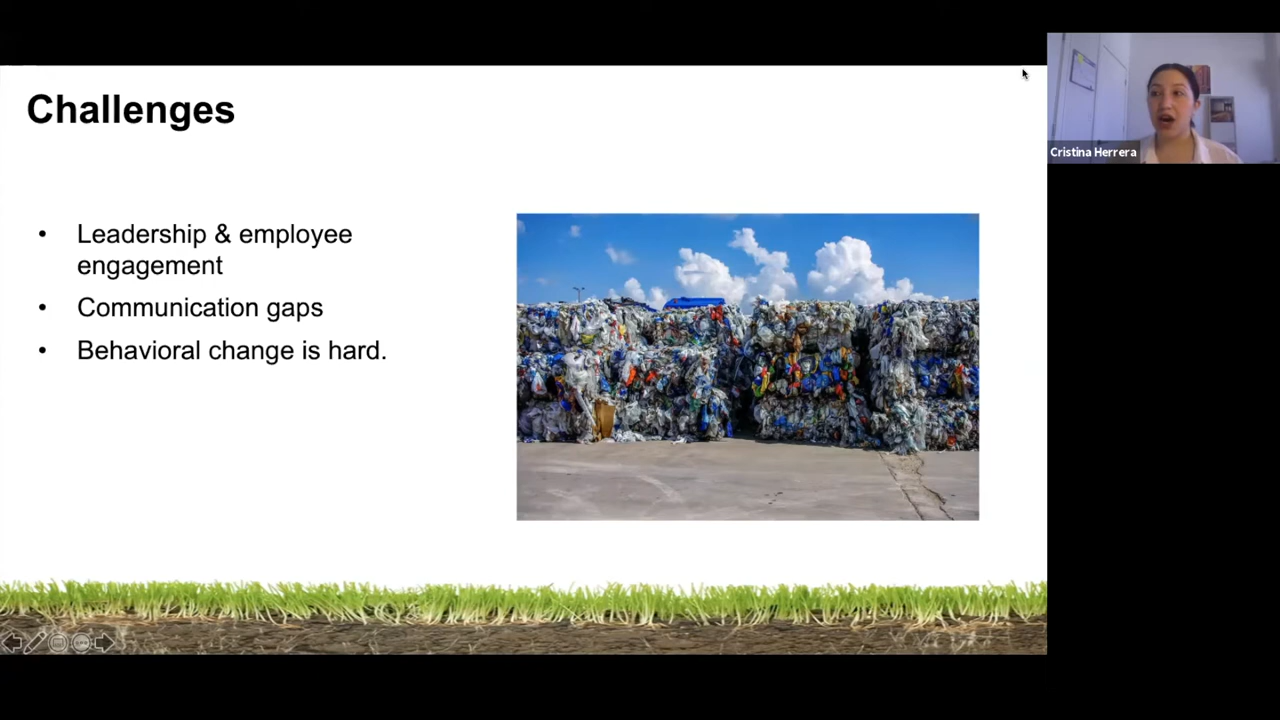 Challenges
• Leadership & employee
engagement
• Communication gaps
• Behavioral change is hard.
Cristina Herrera